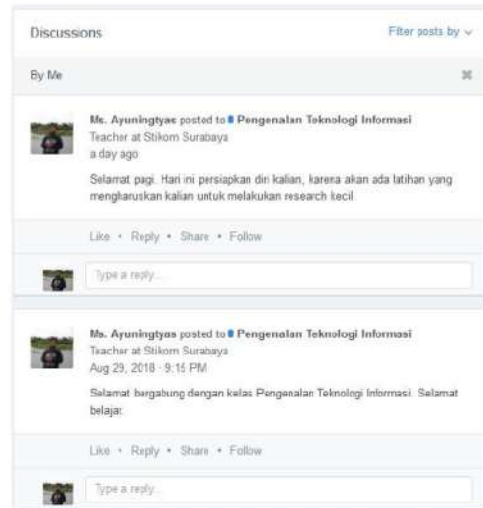 Discussions
Filter posts by
By Me
Ms. Ayuningtyas posted to Pengenalan Teknologi Informasi
Teacher at Stikom Surabaya
a day ago
Selamat pagi. Hari ini persiapkan diri kalian, karena akan ada latihan yang
mengharuskan kalian untuk melakukan research kecil
Like • Reply • Share • Follow
Type a reply...
Ms. Ayuningtyas posted to Pengenalan Teknologi Informasi
Teacher at Stikom Surabaya
Aug 29, 2018 · 9:15 PM
Selamat bergabung dengan kelas Pengenalan Teknologi Informasi. Selamat
belajar.
Like • Reply • Share • Follow
Type a reply...